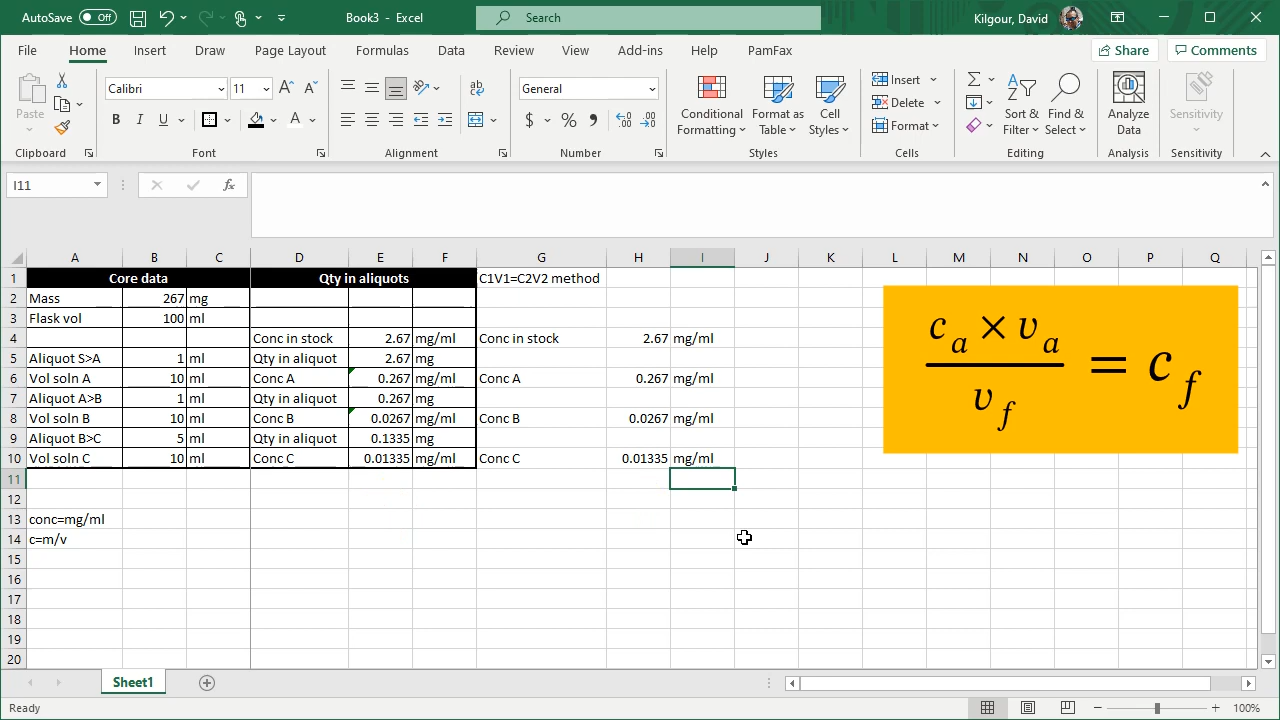 AutoSave Off Book3 - Excel Search Kilgour, David
File Home Insert Draw Page Layout Formulas Data Review View Add-ins Help PamFax Share Comments
Paste Calibri 11 B I U A General $ % Conditional Formatting Format as Table Cell Styles Insert Delete Format Sort & Filter Find & Select Analyze Data Sensitivity
Clipboard Font Alignment Number Styles Cells Editing Analysis Sensitivity
I11 fx
A B C D E F G H I J K L M N O P Q
1 Core data Qty in aliquots C1V1=C2V2 method
2 Mass 267 mg
3 Flask vol 100 ml
4 Conc in stock 2.67 mg/ml Conc in stock 2.67 mg/ml
5 Aliquot S>A 1 ml Qty in aliquot 2.67 mg
6 Vol soln A 10 ml Conc A 0.267 mg/ml Conc A 0.267 mg/ml
7 Aliquot A>B 1 ml Qty in aliquot 0.267 mg
8 Vol soln B 10 ml Conc B 0.0267 mg/ml Conc B 0.0267 mg/ml
9 Aliquot B>C 5 ml Qty in aliquot 0.1335 mg
10 Vol soln C 10 ml Conc C 0.01335 mg/ml Conc C 0.01335 mg/ml
11
12
13 conc=mg/ml
14 c=m/v
15
16
17
18
19
20
c a × v a
v f
= c f
Sheet1
Ready 100%